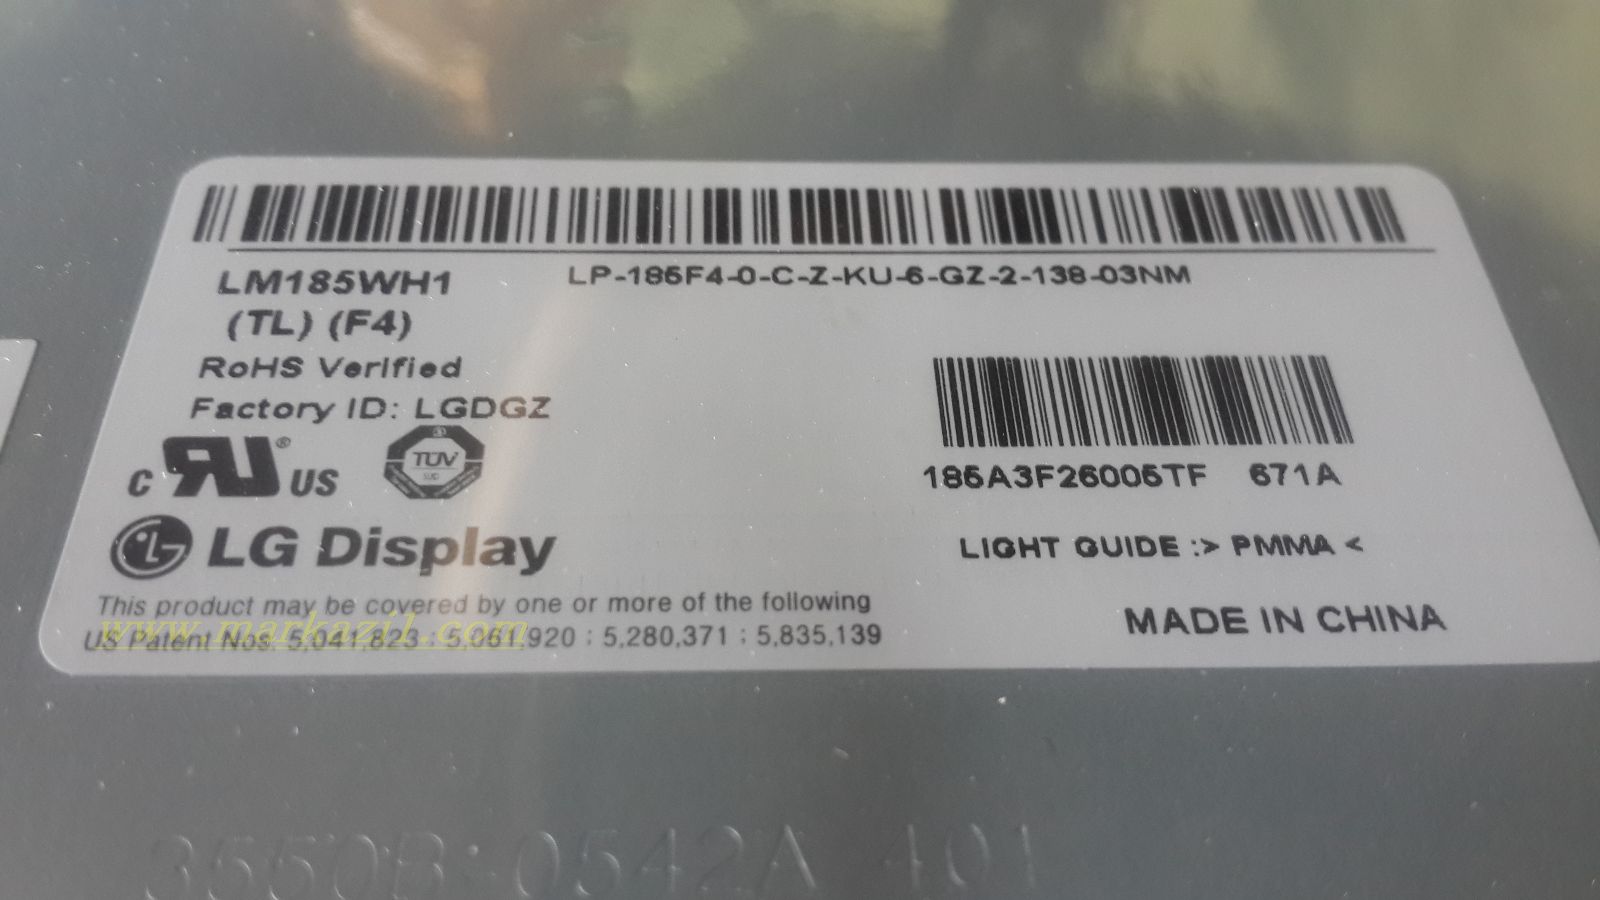 LM185WH1
LP-185F4-0-C-Z-KU-6-GZ-2-138-03NM
(TL) (F4)
RoHS Verified
Factory ID: LGDGZ
c RU ® US
TÜV
185A3F26005TF 671A
LG Display
LIGHT GUIDE :> PMMA <
This product may be covered by one or more of the following
US Patent Nos. 5,041,823 : 5,261,920 : 5,280,371 : 5,835,139
www.markazi1.com
MADE IN CHINA
3550B-0542A 401